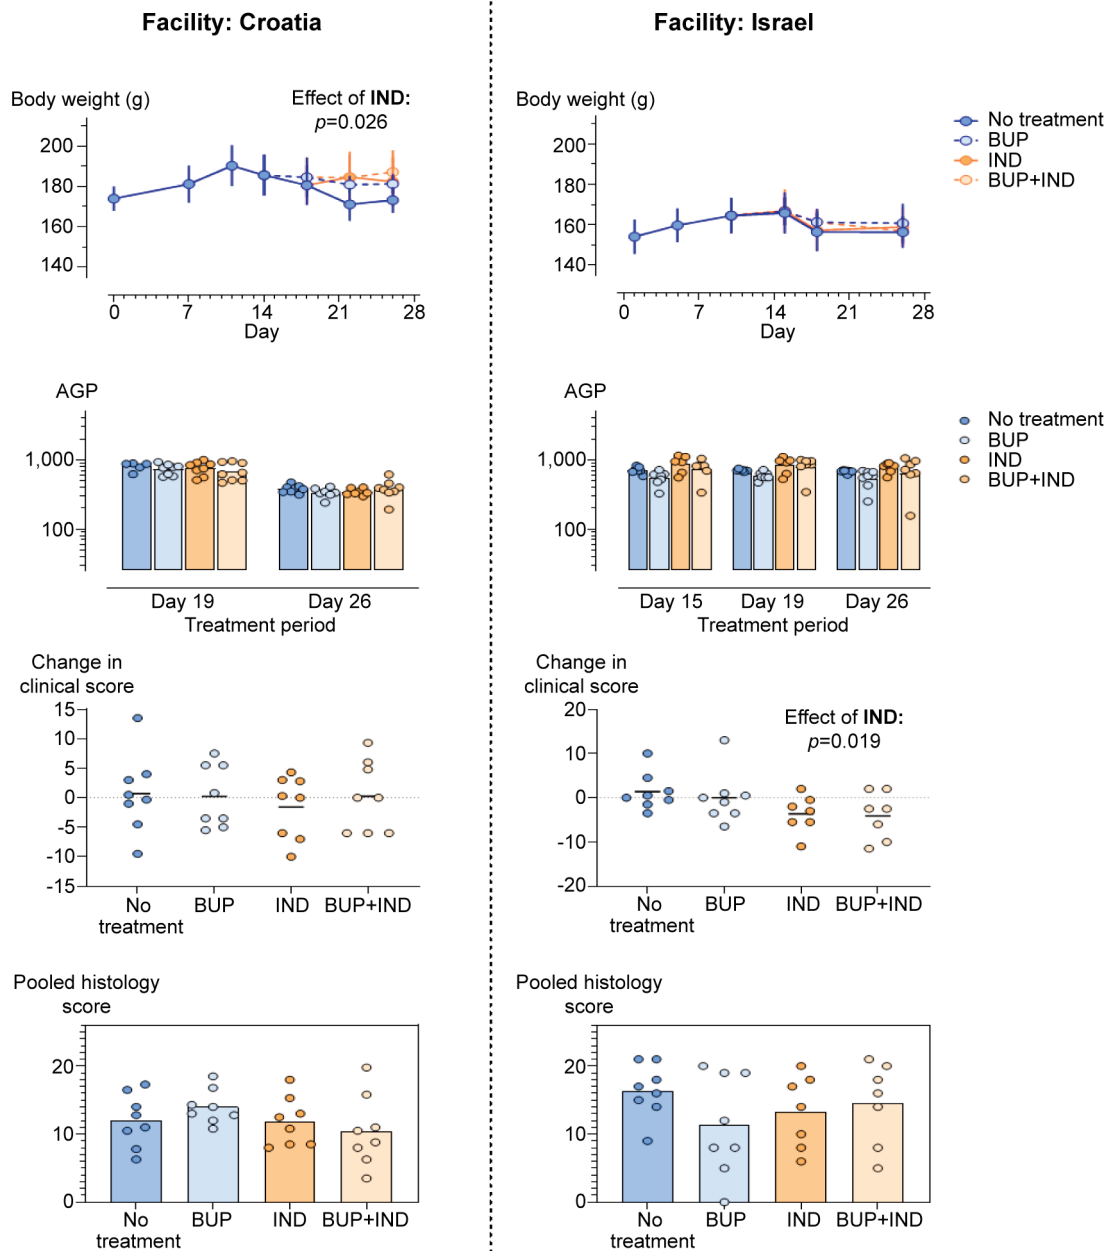 Facility: Croatia
Body weight (g)
Effect of IND:
p=0.026
200
180
160
140
0 7 14 21 28
Day
AGP
1,000
100
Day 19 Day 26
Treatment period
Change in
clinical score
15
10
5
0
-5
-10
-15
No treatment BUP IND BUP+IND
Pooled histology
score
20
10
0
No treatment BUP IND BUP+IND
Facility: Israel
Body weight (g)
200
180
160
140
0 7 14 21 28
Day
No treatment
BUP
IND
BUP+IND
AGP
1,000
100
Day 15 Day 19 Day 26
Treatment period
No treatment
BUP
IND
BUP+IND
Change in
clinical score
Effect of IND:
p=0.019
20
10
0
-10
-20
No treatment BUP IND BUP+IND
Pooled histology
score
20
10
0
No treatment BUP IND BUP+IND